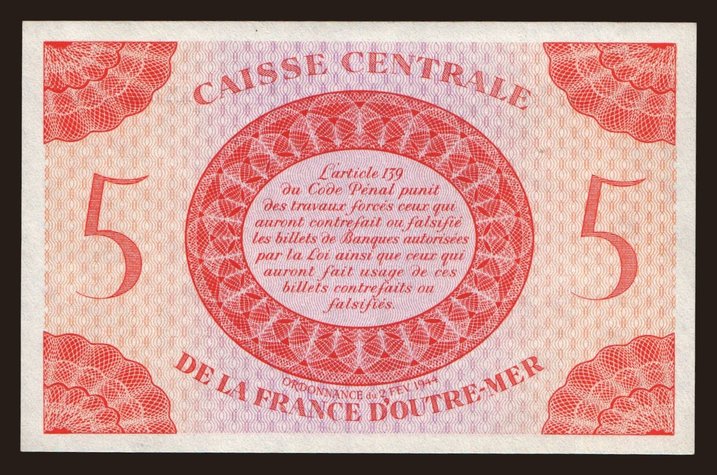 CAISSE CENTRALE
5
5
L'article 139
du Code Pénal punit
des travaux forcés ceux qui
auront contrefait ou falsifié
les billets de Banques autorisées
par la Loi ainsi que ceux qui
auront fait usage de ces
billets contrefaits ou
falsifiés.
ORDONNANCE du 2 FEV. 1944
DE LA FRANCE D'OUTRE-MER